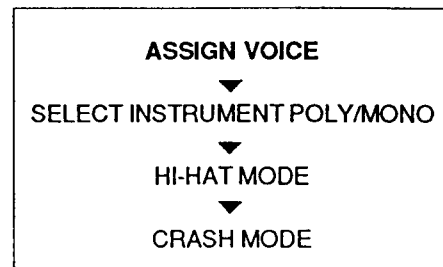 ASSIGN VOICE
SELECT INSTRUMENT POLY/MONO
HI-HAT MODE
CRASH MODE